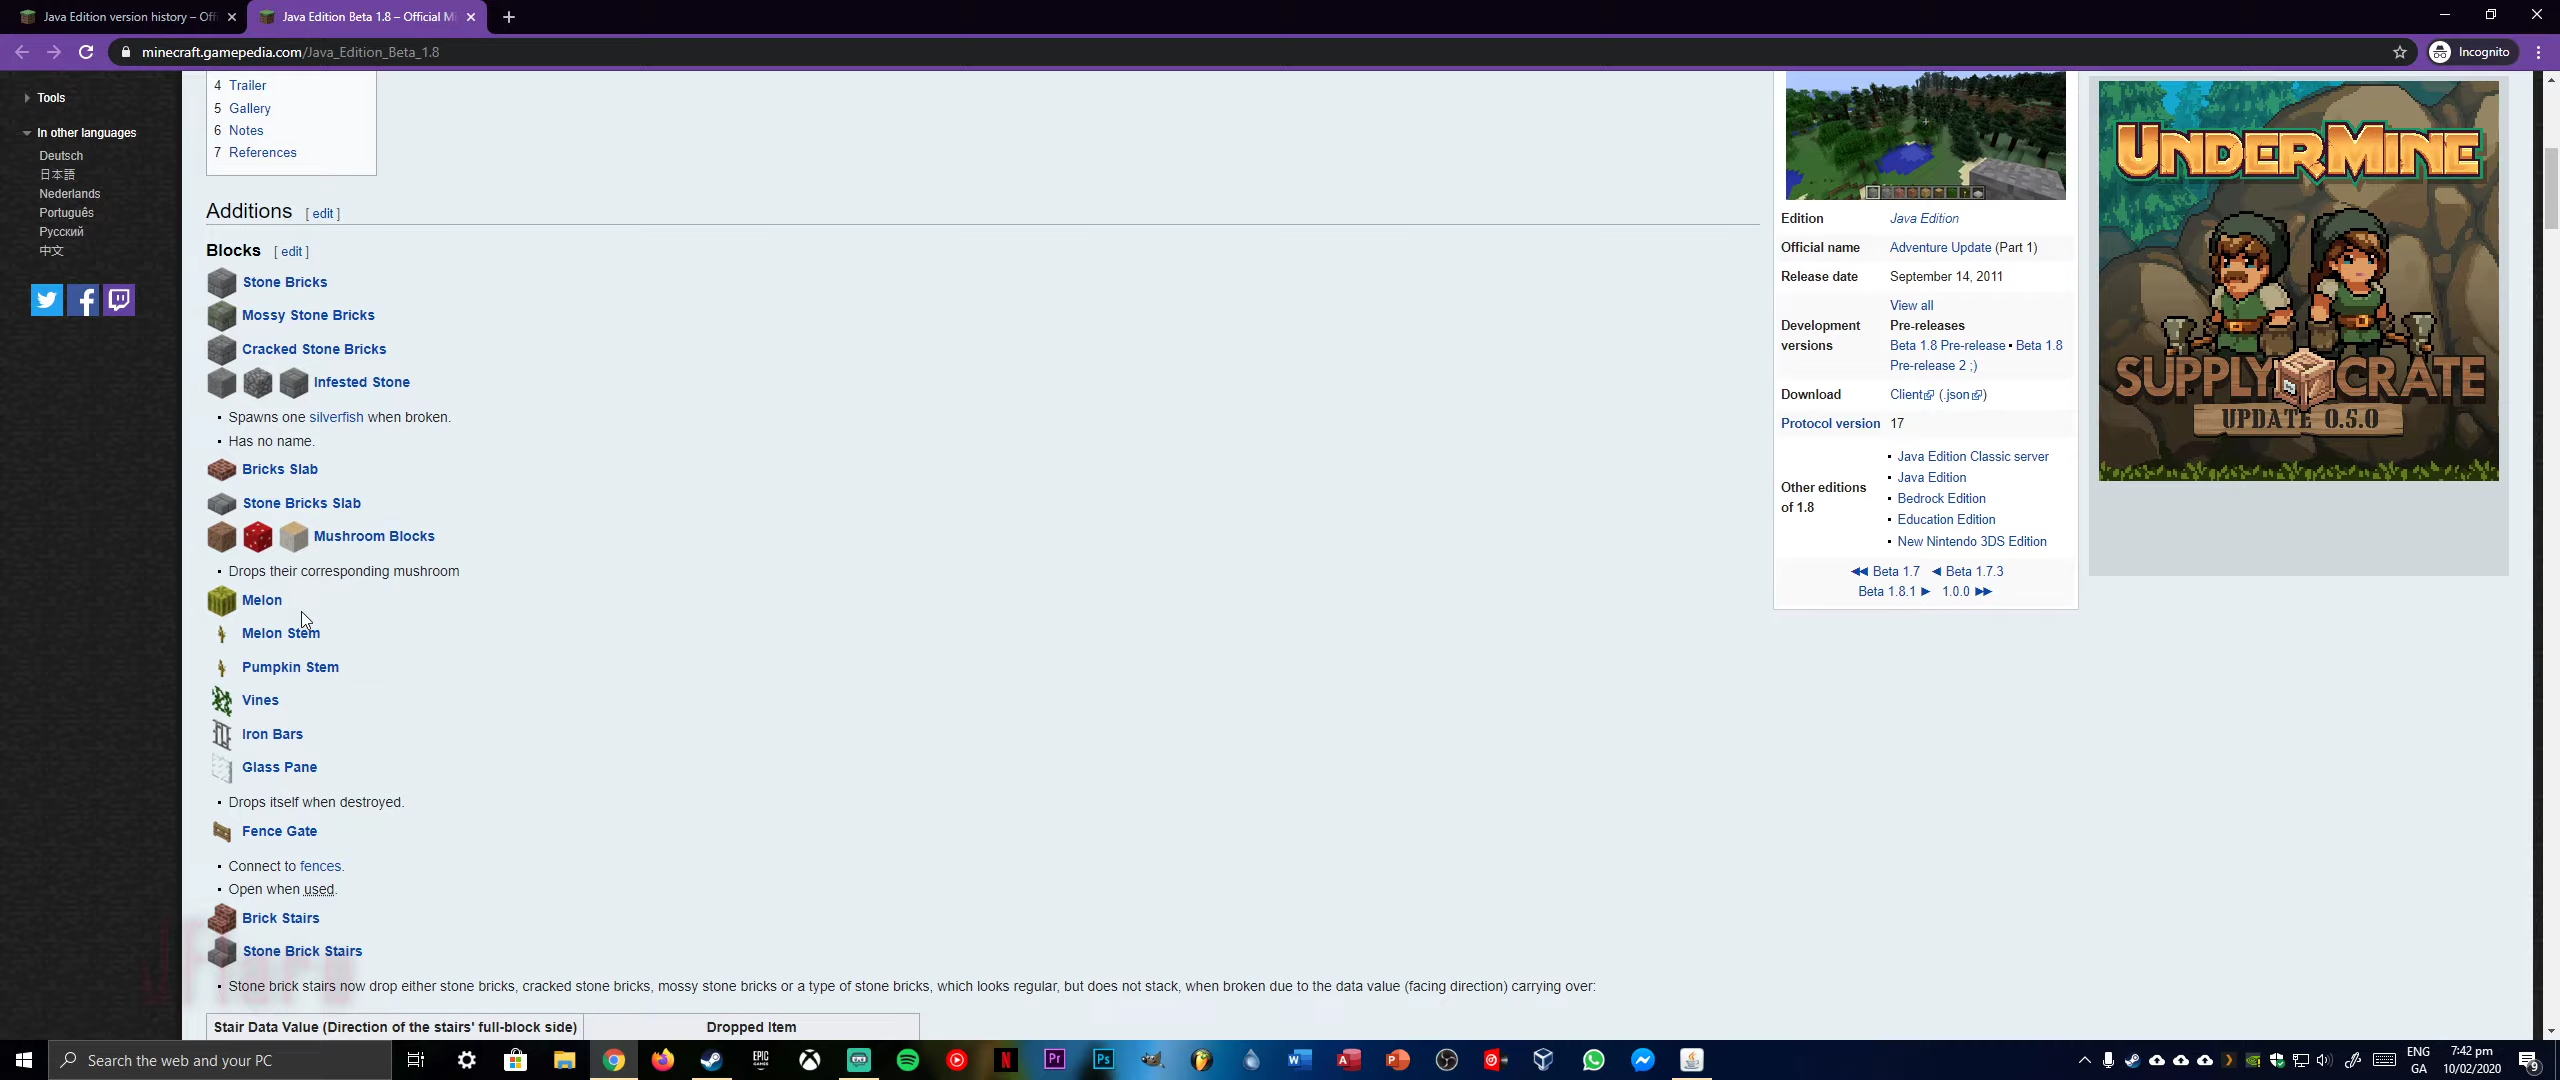 Java Edition version history – Offi
Java Edition Beta 1.8 – Official Mi
minecraft.gamepedia.com/Java_Edition_Beta_1.8
Incognito
Tools
In other languages
Deutsch
日本語
Nederlands
Português
Русский
中文
4 Trailer
5 Gallery
6 Notes
7 References
Additions [ edit ]
Blocks [ edit ]
Stone Bricks
Mossy Stone Bricks
Cracked Stone Bricks
Infested Stone
▪ Spawns one silverfish when broken.
▪ Has no name.
Bricks Slab
Stone Bricks Slab
Mushroom Blocks
▪ Drops their corresponding mushroom
Melon
Melon Stem
Pumpkin Stem
Vines
Iron Bars
Glass Pane
▪ Drops itself when destroyed.
Fence Gate
▪ Connect to fences.
▪ Open when used.
Brick Stairs
Stone Brick Stairs
▪ Stone brick stairs now drop either stone bricks, cracked stone bricks, mossy stone bricks or a type of stone bricks, which looks regular, but does not stack, when broken due to the data value (facing direction) carrying over:
Stair Data Value (Direction of the stairs' full-block side) Dropped Item
Edition Java Edition
Official name Adventure Update (Part 1)
Release date September 14, 2011
Development versions
View all
Pre-releases
Beta 1.8 Pre-release ▪ Beta 1.8
Pre-release 2 ;)
Download Client (.json)
Protocol version 17
Other editions of 1.8
▪ Java Edition Classic server
▪ Java Edition
▪ Bedrock Edition
▪ Education Edition
▪ New Nintendo 3DS Edition
◄◄ Beta 1.7 ◄ Beta 1.7.3
Beta 1.8.1 ► 1.0.0 ►►
UNDERMINE
SUPPLY CRATE
UPDATE 0.5.0
Search the web and your PC
EPIC GAMES
Pr
Ps
ENG
GA
7:42 pm
10/02/2020
9